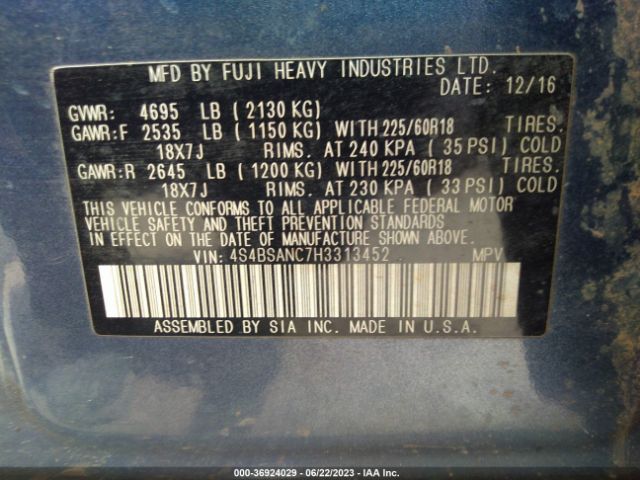 MFD BY FUJI HEAVY INDUSTRIES LTD.
DATE: 12/16
GVWR: 4695 LB ( 2130 KG)
GAWR:F 2535 LB ( 1150 KG) WITH 225/60R18 TIRES.
18X7J RIMS. AT 240 KPA ( 35 PSI) COLD
GAWR:R 2645 LB ( 1200 KG) WITH 225/60R18 TIRES.
18X7J RIMS. AT 230 KPA ( 33 PSI) COLD
THIS VEHICLE CONFORMS TO ALL APPLICABLE FEDERAL MOTOR
VEHICLE SAFETY AND THEFT PREVENTION STANDARDS
IN EFFECT ON THE DATE OF MANUFACTURE SHOWN ABOVE.
VIN: 4S4BSANC7H3313452 MPV
ASSEMBLED BY SIA INC. MADE IN U.S.A.
000-36924029 - 06/22/2023 - IAA Inc.